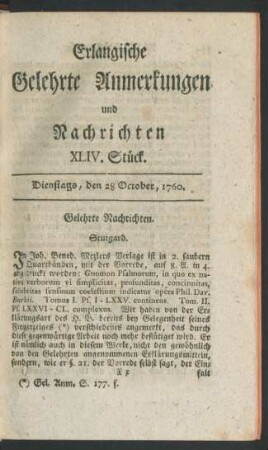 Erlangische
Gelehrte Anmerkungen
und
Nachrichten
XLIV. Stück.
Dienstags, den 28 October, 1760.
Gelehrte Nachrichten.
Stutgard.
In Joh. Bened. Mezlers Verlage ist in 2. saubern
Quartbänden, mit der Vorrede, auf 8. A. in 4.
gedruckt worden: Gnomon Psalmorum, in quo ex na-
tiva verborum vi simplicitas, profunditas, concinnitas,
salubritas sensuum coelestium indicatur opera Phil. Dav.
Burkii. Tomus I. Ps. I - LXXV. continens. Tom. II.
Ps. LXXVI - CL. complexus. Wir haben von der Er-
klärungsart des H. Verfassers bey Gelegenheit seines
Fingerzeiges (*) verschiedenes angemerkt, das durch
diese gegenwärtige Arbeit noch mehr bestätiget wird. Er
ist nämlich auch in diesem Werke, nicht den gewöhnlich
von den Gelehrten angenommenen Erklärungsmitteln,
sondern, wie er §. 21. der Vorrede selbst sagt, der Ein-
falt
(*) Gel. Anm. S. 177. f.